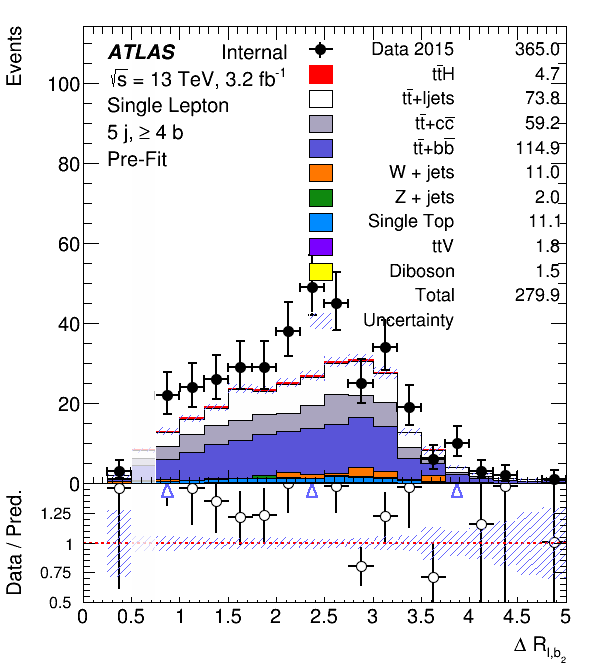 Events
ATLAS Internal
√s = 13 TeV, 3.2 fb⁻¹
Single Lepton
5 j, ≥ 4 b
Pre-Fit
Data 2015 365.0
tt̄H 4.7
tt̄+ljets 73.8
tt̄+cc̄ 59.2
tt̄+bb̄ 114.9
W + jets 11.0
Z + jets 2.0
Single Top 11.1
ttV 1.8
Diboson 1.5
Total 279.9
Uncertainty
100
80
60
40
20
0
Data / Pred.
1.25
1
0.75
0.5
0 0.5 1 1.5 2 2.5 3 3.5 4 4.5 5
Δ R_{l,b_2}